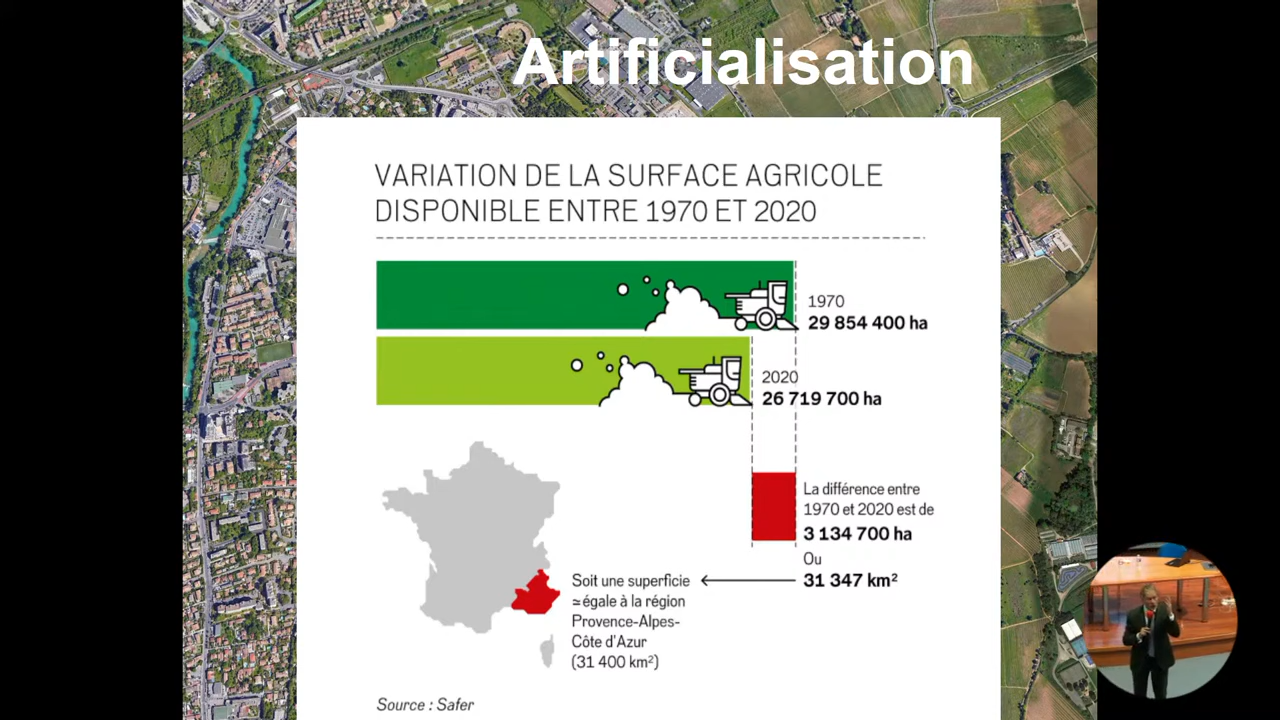 Artificialisation
VARIATION DE LA SURFACE AGRICOLE
DISPONIBLE ENTRE 1970 ET 2020
1970
29 854 400 ha
2020
26 719 700 ha
La différence entre
1970 et 2020 est de
3 134 700 ha
Ou
31 347 km²
Soit une superficie
≃égale à la région
Provence-Alpes-
Côte d'Azur
(31 400 km²)
Source : Safer